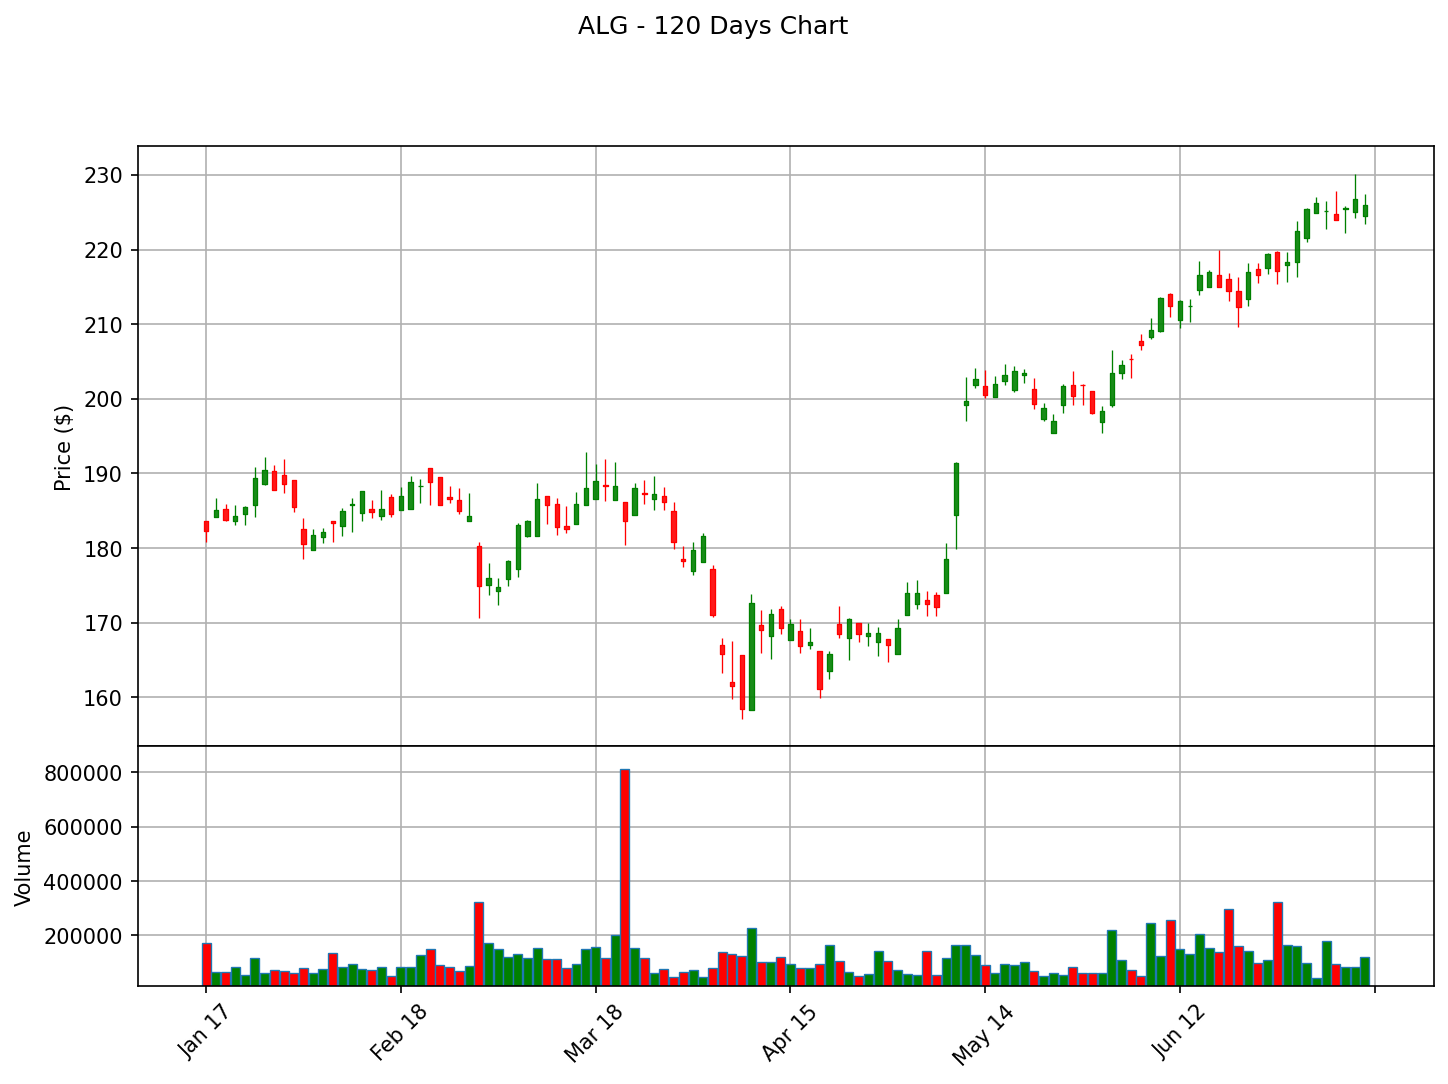 ALG - 120 Days Chart
Price ($)
230
220
210
200
190
180
170
160
Volume
800000
600000
400000
200000
Jan 17
Feb 18
Mar 18
Apr 15
May 14
Jun 12